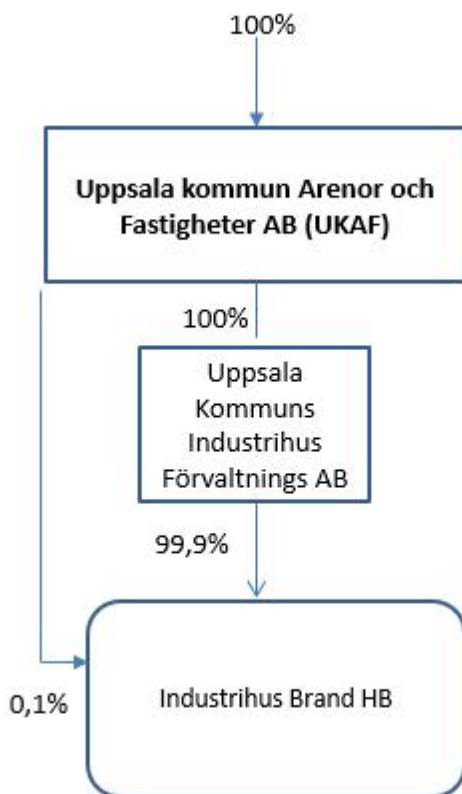 100%
Uppsala kommun Arenor och
Fastigheter AB (UKAF)
100%
Uppsala
Kommuns
Industrihus
Förvaltnings AB
99,9%
Industrihus Brand HB
0,1%